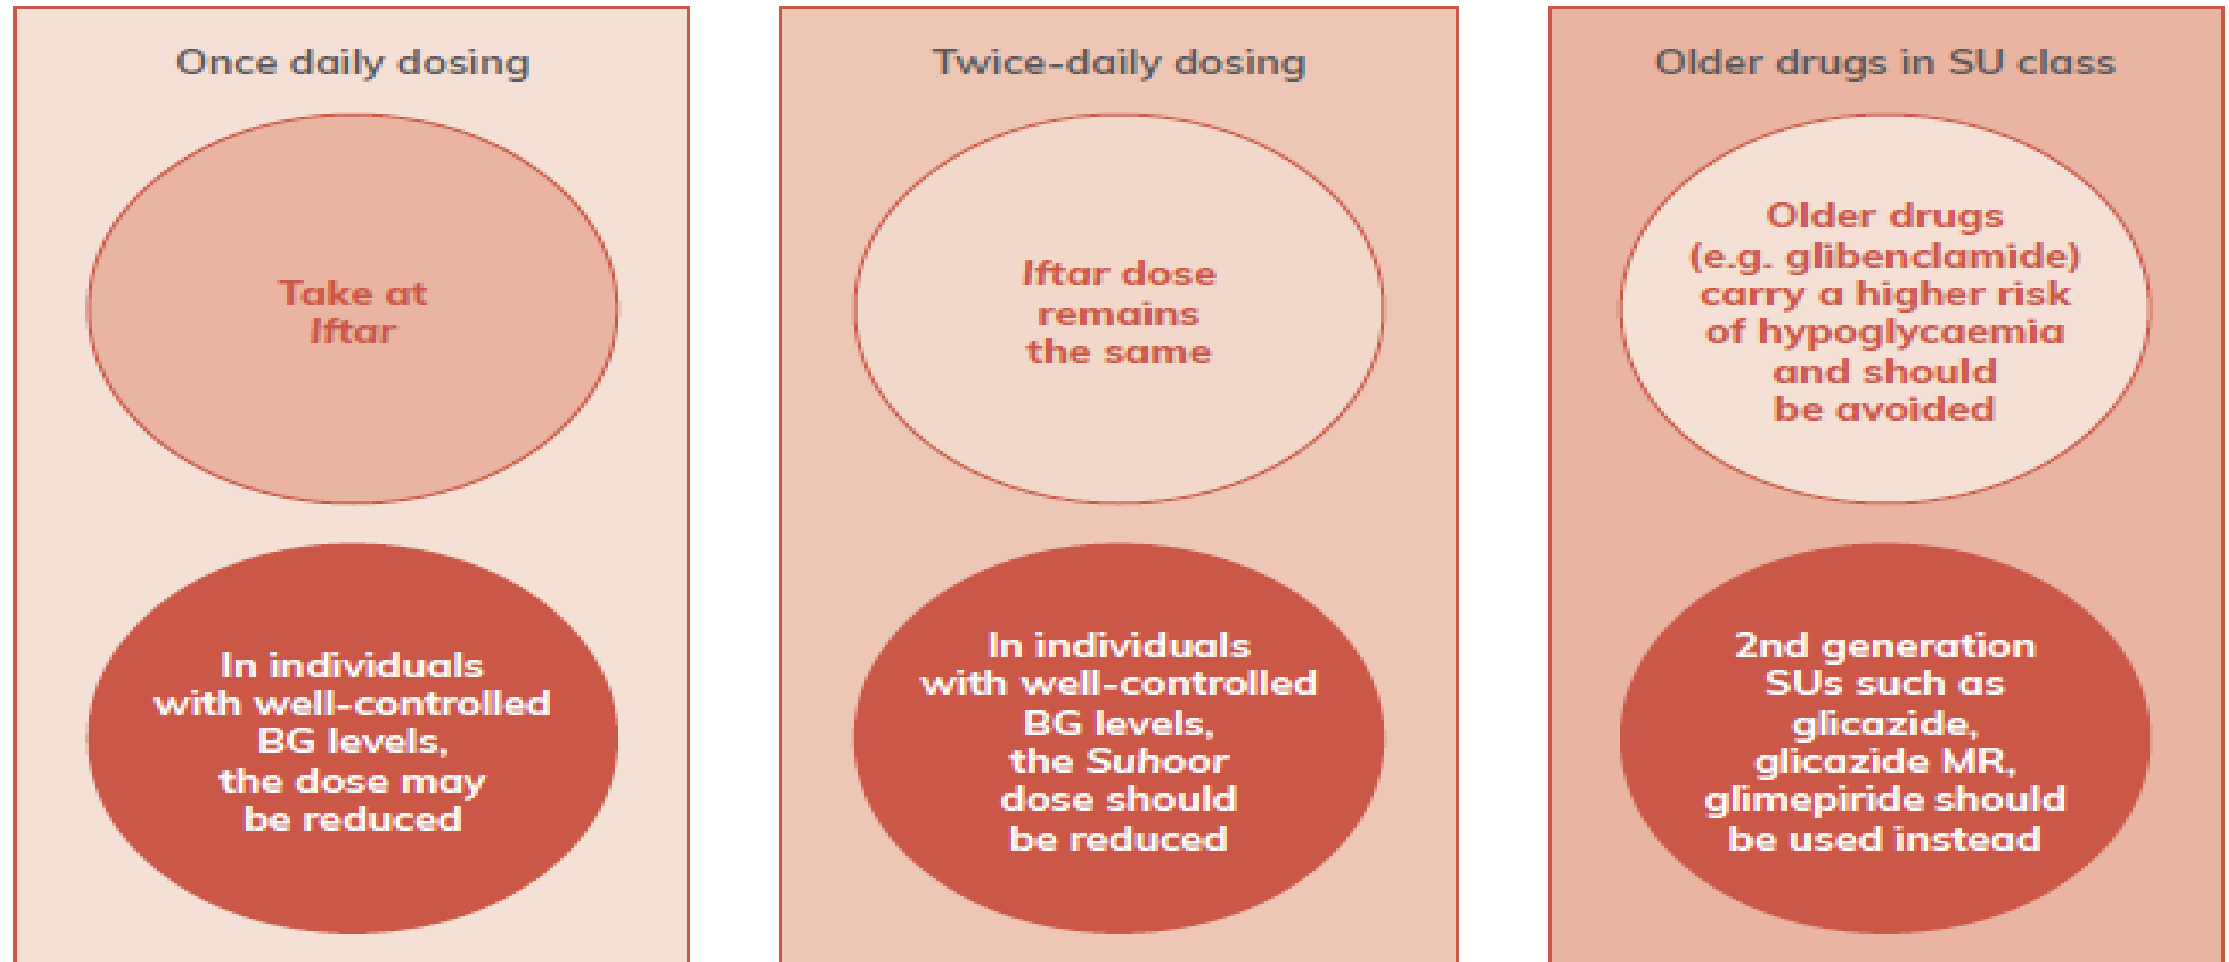 Once daily dosing
Take at
Iftar
In individuals
with well-controlled
BG levels,
the dose may
be reduced
Twice-daily dosing
Iftar dose
remains
the same
In individuals
with well-controlled
BG levels,
the Suhoor
dose should
be reduced
Older drugs in SU class
Older drugs
(e.g. glibenclamide)
carry a higher risk
of hypoglycaemia
and should
be avoided
2nd generation
SUs such as
glicazide,
glicazide MR,
glimepiride should
be used instead